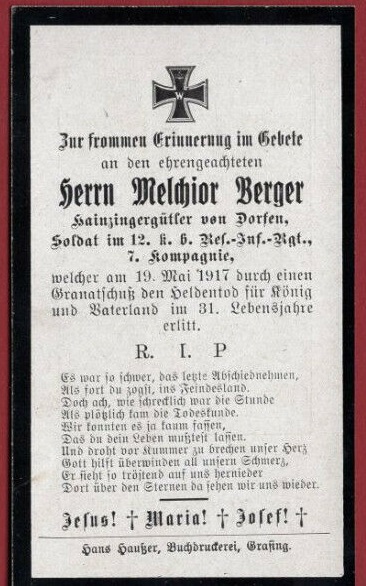 W
Zur frommen Erinnerung im Gebete
an den ehrengeachteten
Herrn Melchior Berger
Hainzingergütler von Dorfen,
Soldat im 12. k. b. Res.-Inf.-Rgt.,
7. Kompagnie,
welcher am 19. Mai 1917 durch einen
Granatschuß den Heldentod für König
und Vaterland im 31. Lebensjahre
erlitt.
R. I. P
Es war so schwer, das letzte Abschiednehmen,
Als fort du zogst, ins Feindesland.
Doch ach, wie schrecklich war die Stunde
Als plötzlich kam die Todeskunde.
Wir konnten es ja kaum fassen,
Das du dein Leben mußtest lassen.
Und droht vor Kummer zu brechen unser Herz
Gott hilft überwinden all unsern Schmerz,
Er sieht so tröstend auf uns hernieder
Dort über den Sternen da sehen wir uns wieder.
Jesus! † Maria! † Josef! †
Hans Haußer, Buchdruckerei, Grafing.